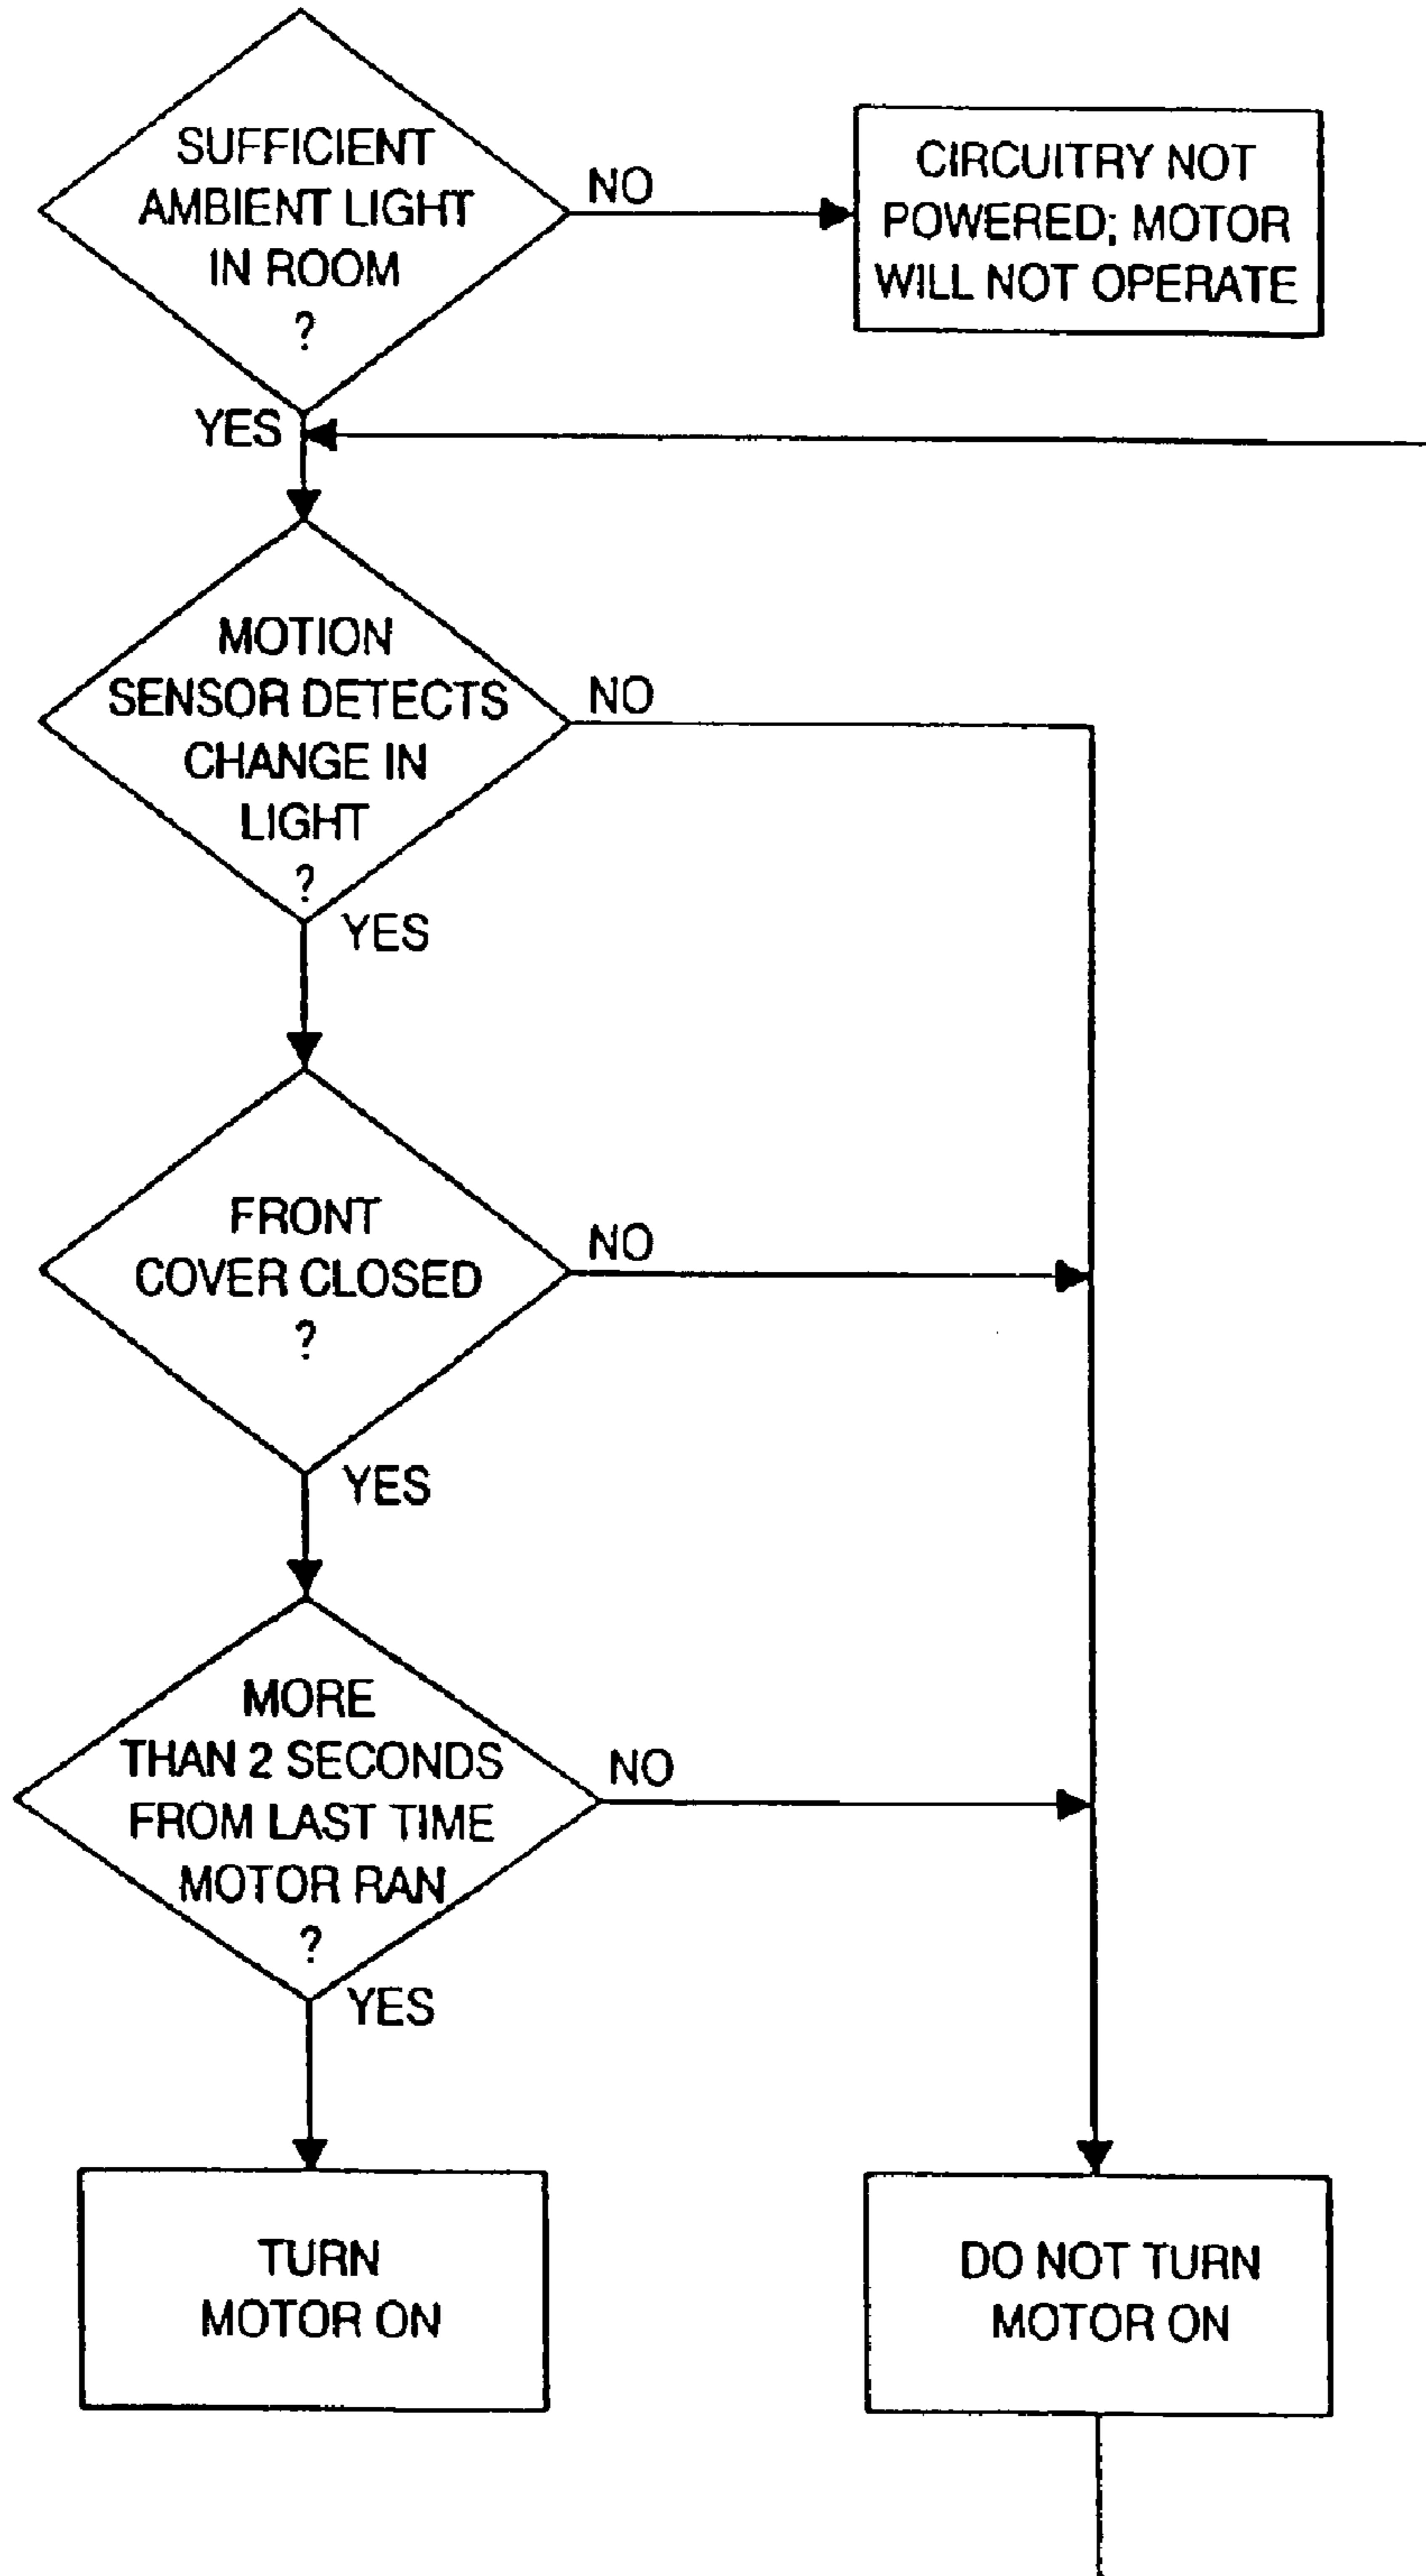 SUFFICIENT
AMBIENT LIGHT
IN ROOM
?
NO
CIRCUITRY NOT
POWERED; MOTOR
WILL NOT OPERATE
YES
MOTION
SENSOR DETECTS
CHANGE IN
LIGHT
?
NO
YES
FRONT
COVER CLOSED
?
NO
YES
MORE
THAN 2 SECONDS
FROM LAST TIME
MOTOR RAN
?
NO
YES
TURN
MOTOR ON
DO NOT TURN
MOTOR ON